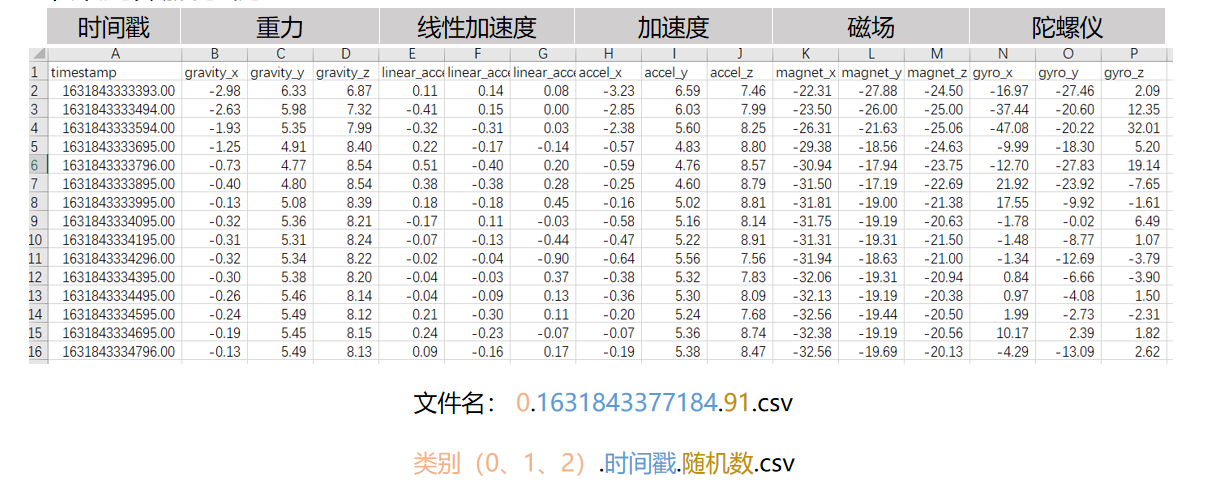 时间戳 重力 线性加速度 加速度 磁场 陀螺仪
A B C D E F G H I J K L M N O P
1 timestamp gravity_x gravity_y gravity_z linear_acce linear_acce linear_acce accel_x accel_y accel_z magnet_x magnet_y magnet_z gyro_x gyro_y gyro_z
2 1631843333393.00 -2.98 6.33 6.87 0.11 0.14 0.08 -3.23 6.59 7.46 -22.31 -27.88 -24.50 -16.97 -27.46 2.09
3 1631843333494.00 -2.63 5.98 7.32 -0.41 0.15 0.00 -2.85 6.03 7.99 -23.50 -26.00 -25.00 -37.44 -20.60 12.35
4 1631843333594.00 -1.93 5.35 7.99 -0.32 -0.31 0.03 -2.38 5.60 8.25 -26.31 -21.63 -25.06 -47.08 -20.22 32.01
5 1631843333695.00 -1.25 4.91 8.40 0.22 -0.17 -0.14 -0.57 4.83 8.80 -29.38 -18.56 -24.63 -9.99 -18.30 5.20
6 1631843333796.00 -0.73 4.77 8.54 0.51 -0.40 0.20 -0.59 4.76 8.57 -30.94 -17.94 -23.75 -12.70 -27.83 19.14
7 1631843333895.00 -0.40 4.80 8.54 0.38 -0.38 0.28 -0.25 4.60 8.79 -31.50 -17.19 -22.69 21.92 -23.92 -7.65
8 1631843333995.00 -0.13 5.08 8.39 0.18 -0.18 0.45 -0.16 5.02 8.81 -31.81 -19.00 -21.38 17.55 -9.92 -1.61
9 1631843334095.00 -0.32 5.36 8.21 -0.17 0.11 -0.03 -0.58 5.16 8.14 -31.75 -19.19 -20.63 -1.78 -0.02 6.49
10 1631843334195.00 -0.31 5.31 8.24 -0.07 -0.13 -0.44 -0.47 5.22 8.91 -31.31 -19.31 -21.50 -1.48 -8.77 1.07
11 1631843334296.00 -0.32 5.34 8.22 -0.02 -0.04 -0.90 -0.64 5.56 7.56 -31.94 -18.63 -21.00 -1.34 -12.69 -3.79
12 1631843334395.00 -0.30 5.38 8.20 -0.04 -0.03 0.37 -0.38 5.32 7.83 -32.06 -19.31 -20.94 0.84 -6.66 -3.90
13 1631843334495.00 -0.26 5.46 8.14 -0.04 -0.09 0.13 -0.36 5.30 8.09 -32.13 -19.19 -20.38 0.97 -4.08 1.50
14 1631843334595.00 -0.24 5.49 8.12 0.21 -0.30 0.11 -0.20 5.24 7.68 -32.56 -19.44 -20.50 1.99 -2.73 -2.31
15 1631843334695.00 -0.19 5.45 8.15 0.24 -0.23 -0.07 -0.07 5.36 8.74 -32.38 -19.19 -20.56 10.17 2.39 1.82
16 1631843334796.00 -0.13 5.49 8.13 0.09 -0.16 0.17 -0.19 5.38 8.47 -32.56 -19.69 -20.13 -4.29 -13.09 2.62
文件名： 0.1631843377184.91.csv
类别（0、1、2）.时间戳.随机数.csv